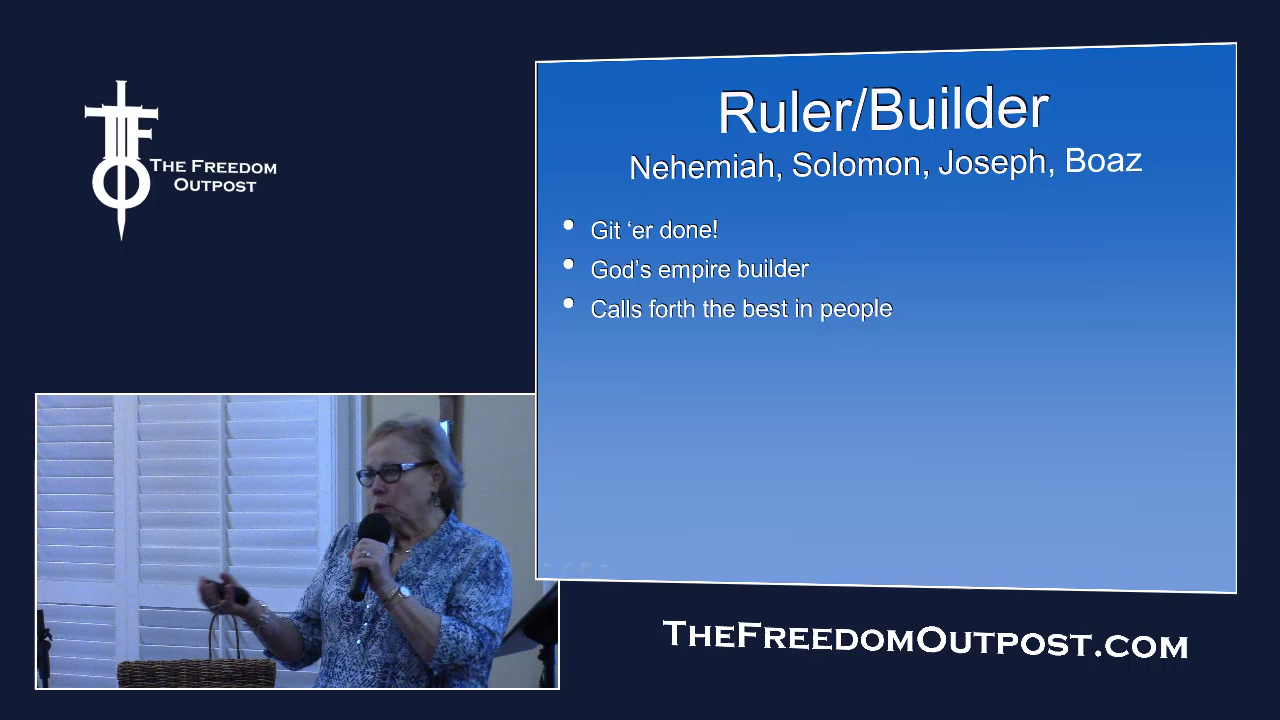 TF
O
THE FREEDOM
OUTPOST
Ruler/Builder
Nehemiah, Solomon, Joseph, Boaz
• Git ‘er done!
• God’s empire builder
• Calls forth the best in people
THEFREEDOMOUTPOST.COM